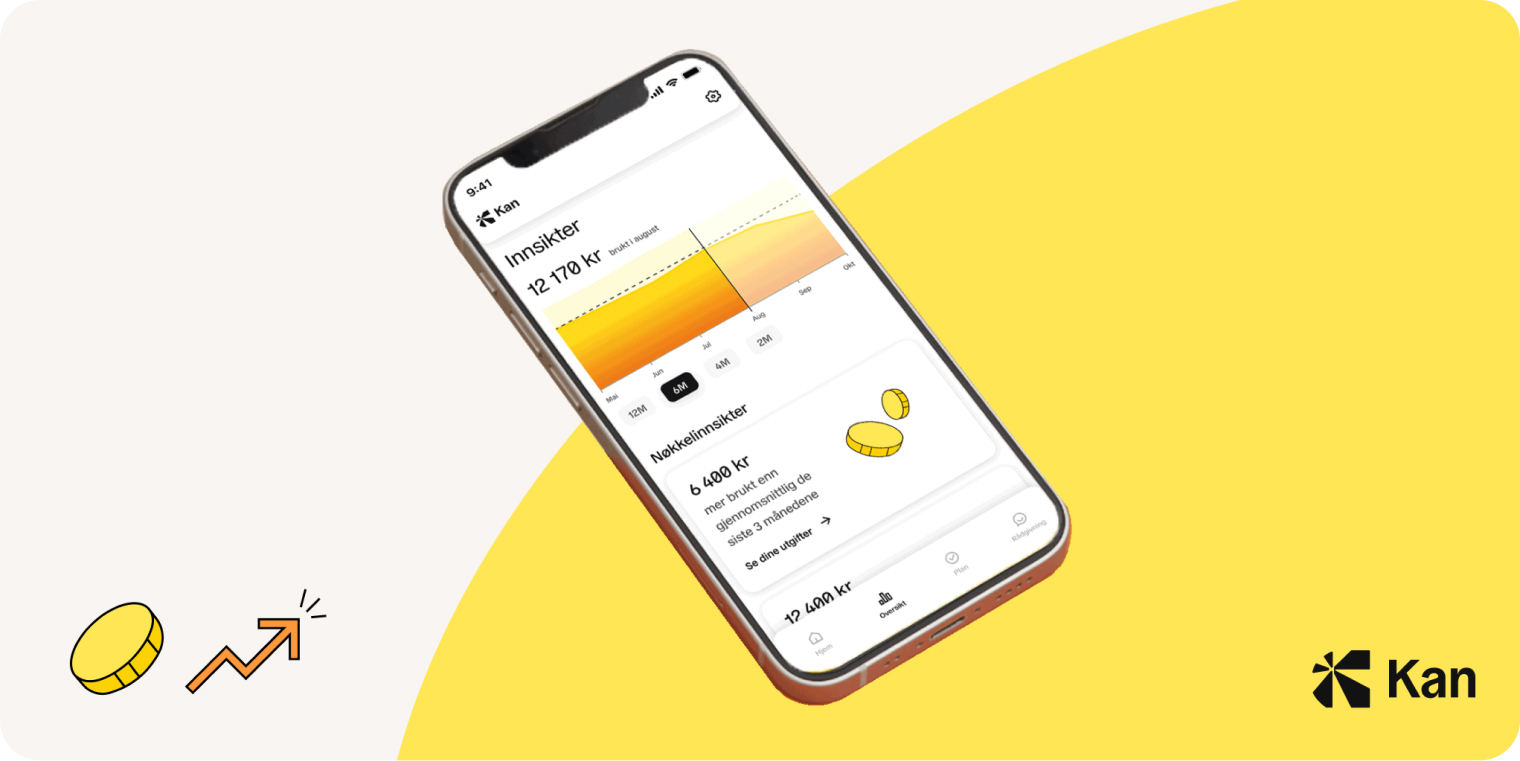 9:41
Kan
Innsikter
12 170 kr brukt i august
Mai Jun Jul Aug Sep Okt
12M 6M 4M 2M
Nøkkelinnsikter
6 400 kr
mer brukt enn
gjennomsnittlig de
siste 3 månedene
Se dine utgifter →
12 400 kr
Hjem Oversikt Plan Rådgivning
Kan